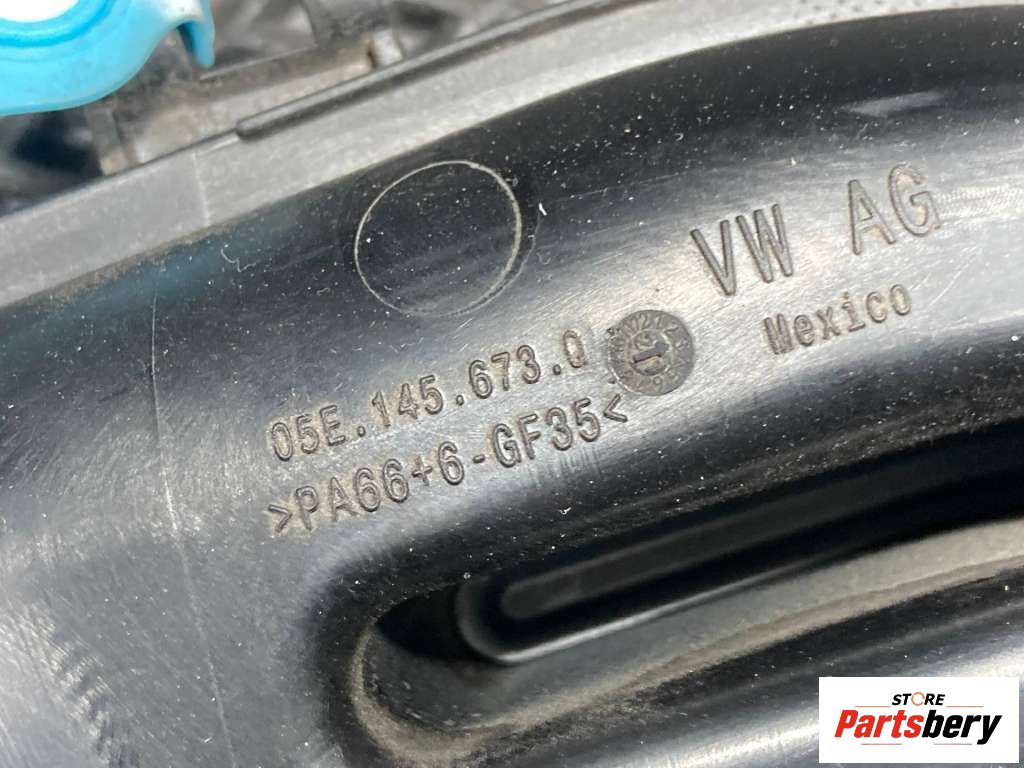 VW AG
Mexico
05E.145.673.Q
>PA66+6-GF35<
STORE
Partsbery